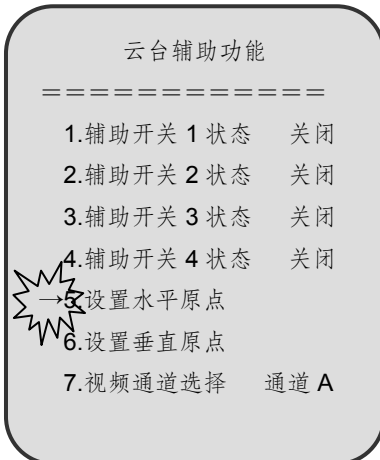 云台辅助功能
============
1.辅助开关 1 状态 关闭
2.辅助开关 2 状态 关闭
3.辅助开关 3 状态 关闭
4.辅助开关 4 状态 关闭
→5.设置水平原点
6.设置垂直原点
7.视频通道选择 通道 A